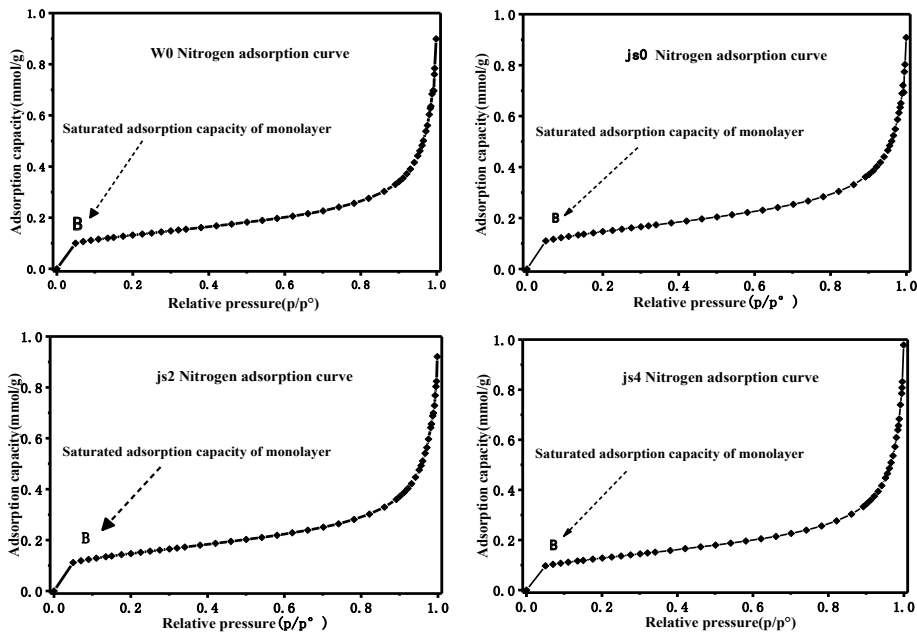 W0 Nitrogen adsorption curve
Saturated adsorption capacity of monolayer
B
Adsorption capacity(mmol/g)
1.0
0.8
0.6
0.4
0.2
0.0
0.0 0.2 0.4 0.6 0.8 1.0
Relative pressure(p/p°)
js0 Nitrogen adsorption curve
Saturated adsorption capacity of monolayer
B
Adsorption capacity(mmol/g)
1.0
0.8
0.6
0.4
0.2
0.0
0.0 0.2 0.4 0.6 0.8 1.0
Relative pressure(p/p°)
js2 Nitrogen adsorption curve
Saturated adsorption capacity of monolayer
B
Adsorption capacity(mmol/g)
1.0
0.8
0.6
0.4
0.2
0.0
0.0 0.2 0.4 0.6 0.8 1.0
Relative pressure(p/p°)
js4 Nitrogen adsorption curve
Saturated adsorption capacity of monolayer
B
Adsorption capacity(mmol/g)
1.0
0.8
0.6
0.4
0.2
0.0
0.0 0.2 0.4 0.6 0.8 1.0
Relative pressure(p/p°)